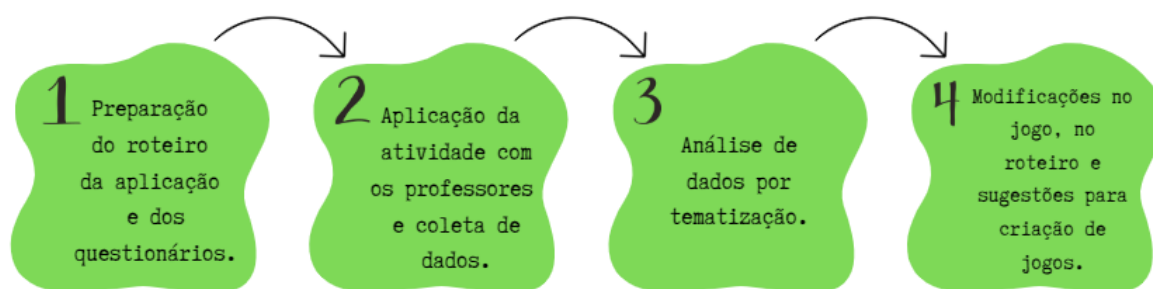 1 Preparação
do roteiro
da aplicação
e dos
questionários.
2 Aplicação da
atividade com
os professores
e coleta de
dados.
3
Análise de
dados por
tematização.
4 Modificações no
jogo, no
roteiro e
sugestões para
criação de
jogos.